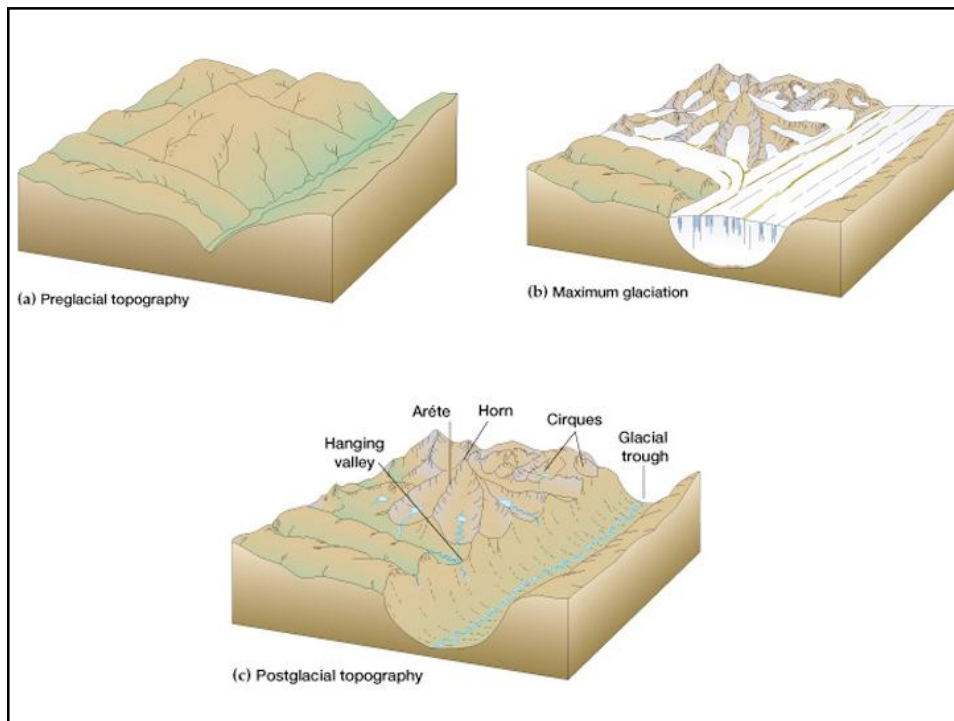 (a) Preglacial topography
(b) Maximum glaciation
Aréte
Horn
Cirques
Hanging
valley
Glacial
trough
(c) Postglacial topography